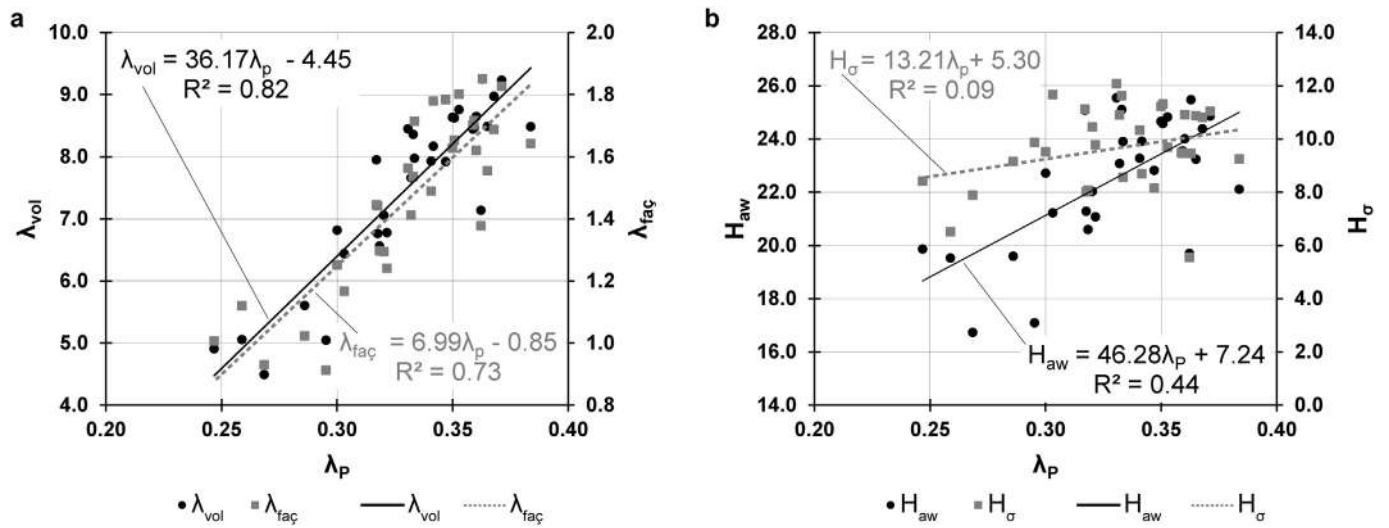 a
10.0
9.0
8.0
7.0
6.0
5.0
4.0
λvol
λvol = 36.17λp - 4.45
R² = 0.82
λfaç = 6.99λp - 0.85
R² = 0.73
2.0
1.8
1.6
1.4
1.2
1.0
0.8
λfaç
0.20 0.25 0.30 0.35 0.40
λP
λvol λfaç λvol λfaç
b
28.0
26.0
24.0
22.0
20.0
18.0
16.0
14.0
Haw
Hσ = 13.21λp + 5.30
R² = 0.09
Haw = 46.28λP + 7.24
R² = 0.44
14.0
12.0
10.0
8.0
6.0
4.0
2.0
0.0
Hσ
0.20 0.25 0.30 0.35 0.40
λP
Haw Hσ Haw Hσ